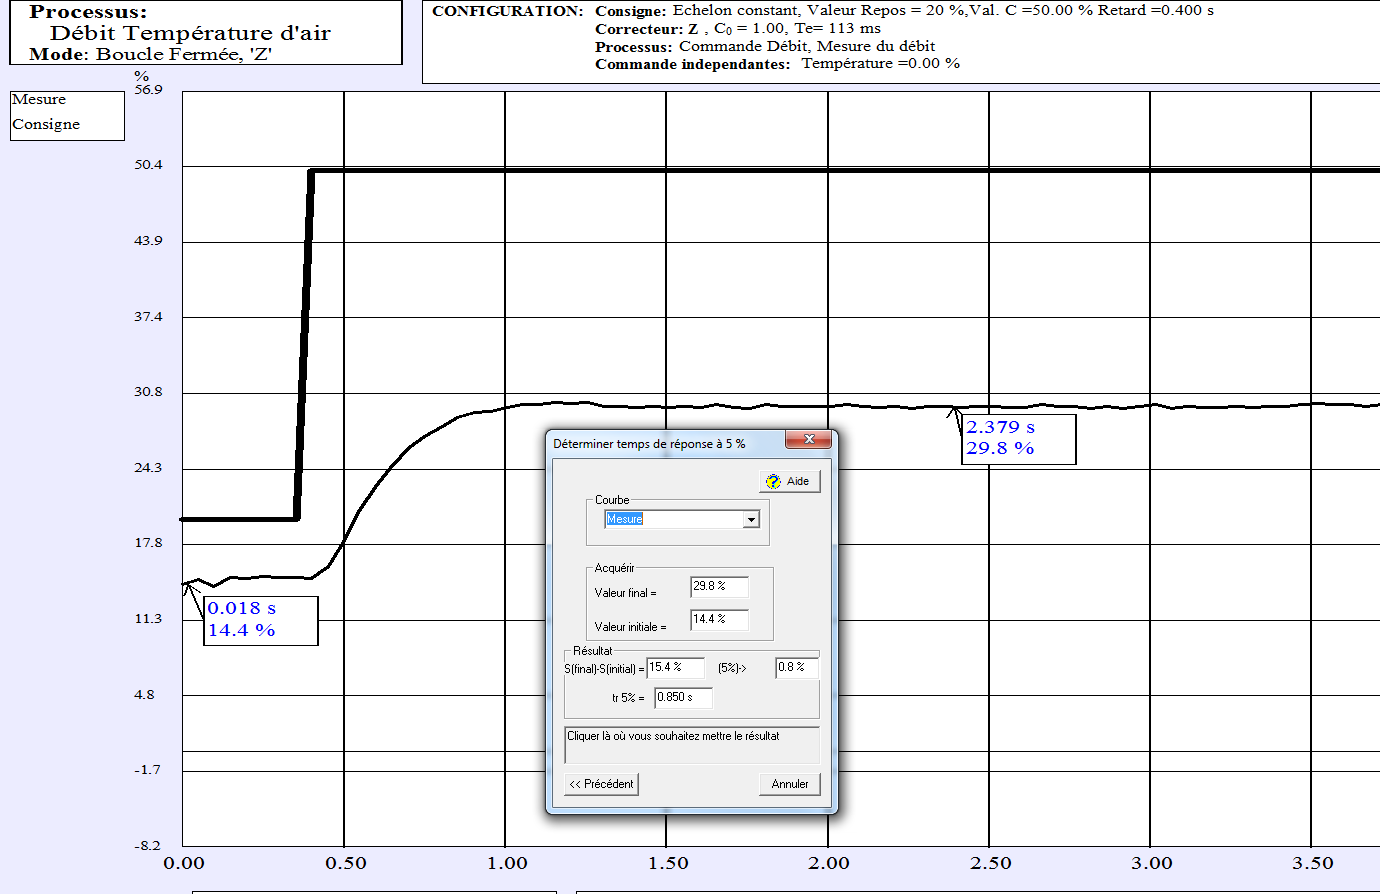 Processus:
Débit Température d'air
Mode: Boucle Fermée, 'Z'
CONFIGURATION: Consigne: Echelon constant, Valeur Repos = 20 %,Val. C =50.00 % Retard =0.400 s
Correcteur: Z , C0 = 1.00, Te= 113 ms
Processus: Commande Débit, Mesure du débit
Commande independantes: Température =0.00 %
Mesure
Consigne
%
56.9
50.4
43.9
37.4
30.8
24.3
17.8
11.3
4.8
-1.7
-8.2
0.00 0.50 1.00 1.50 2.00 2.50 3.00 3.50
0.018 s
14.4 %
2.379 s
29.8 %
Déterminer temps de réponse à 5 %
Aide
Courbe
Mesure
Acquérir
Valeur final = 29.8 %
Valeur initiale = 14.4 %
Résultat
S(final)-S(initial) = 15.4 % (5%)-> 0.8 %
tr 5% = 0.850 s
Cliquer là où vous souhaitez mettre le résultat
<< Précédent Annuler